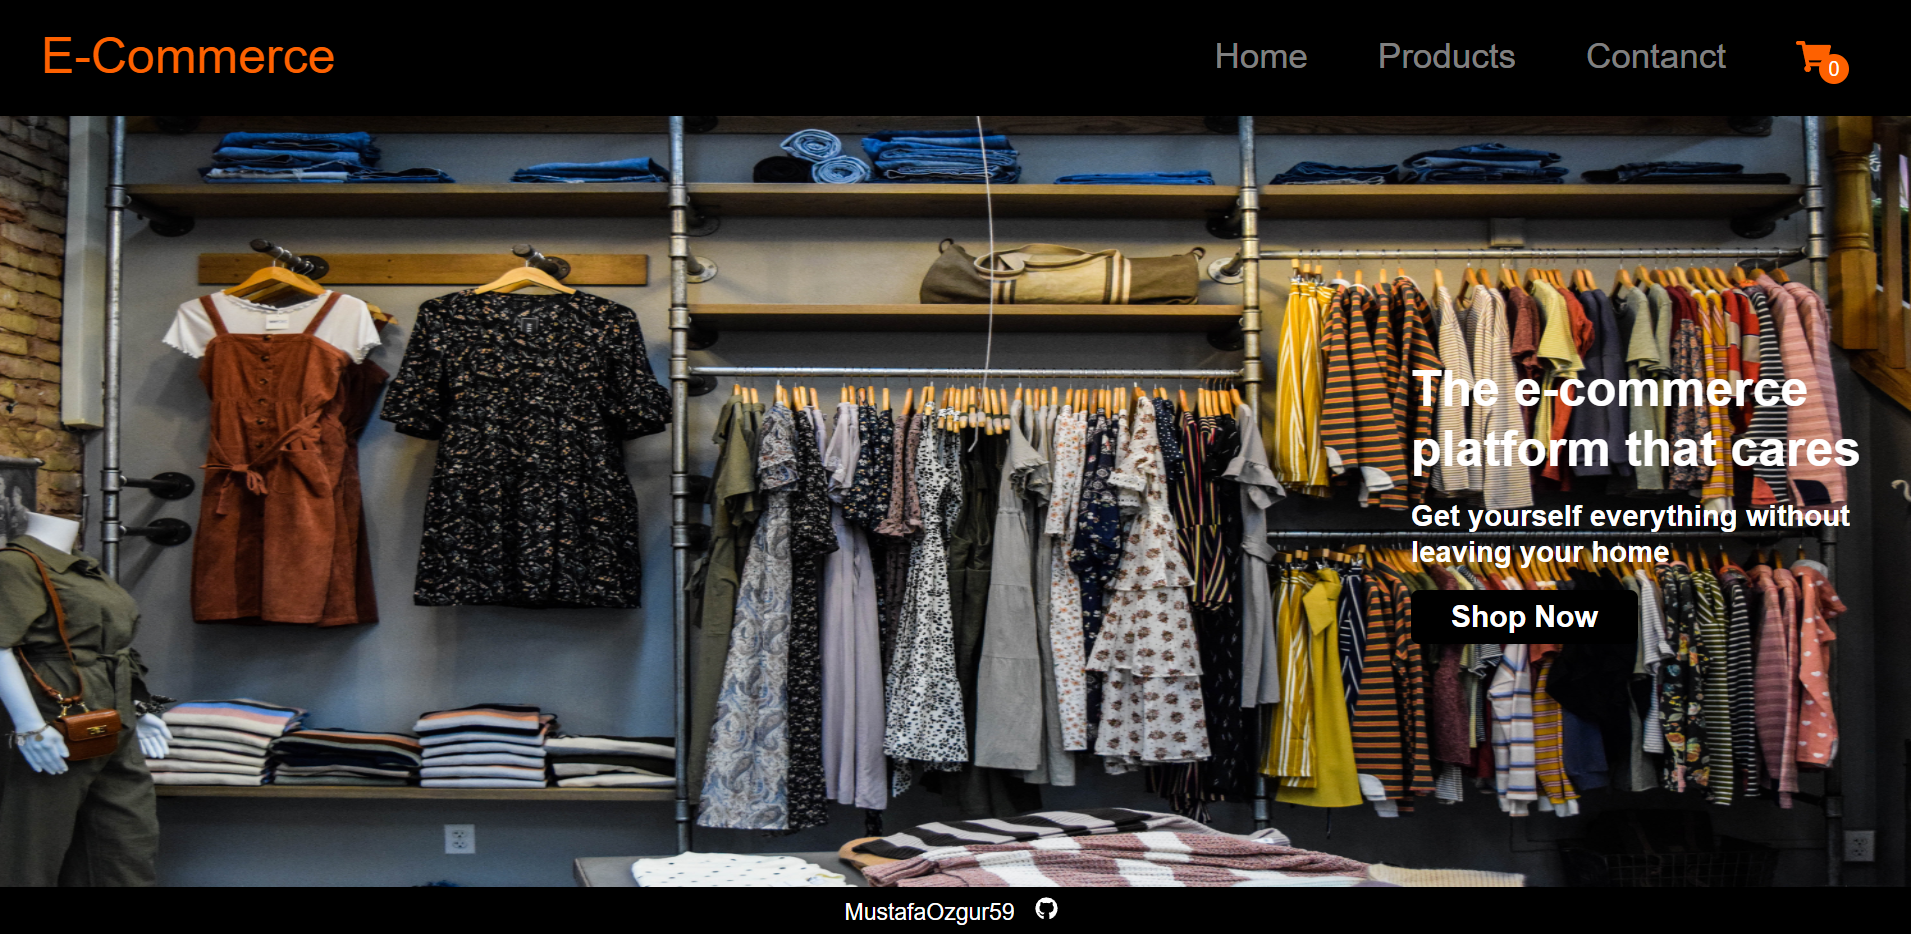 E-Commerce
Home
Products
Contanct
0
The e-commerce
platform that cares
Get yourself everything without
leaving your home
Shop Now
MustafaOzgur59